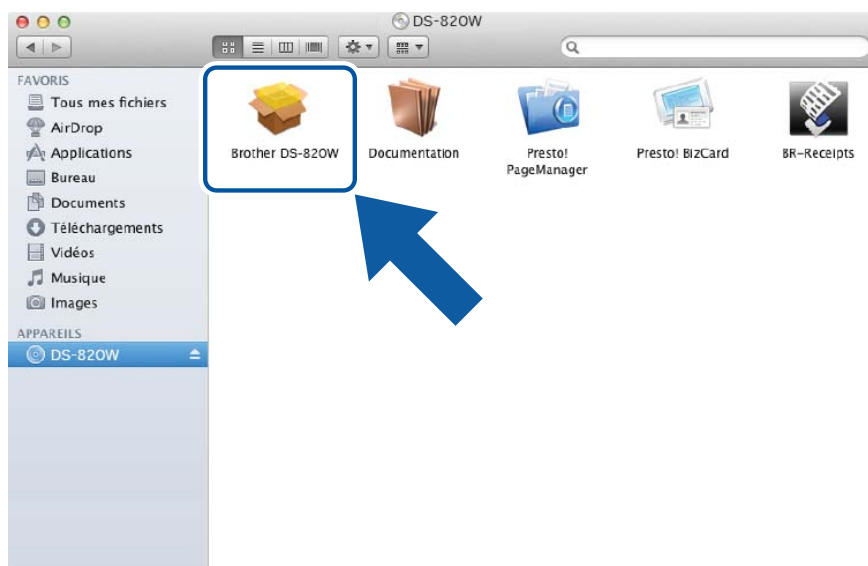 DS-820W
FAVORIS
Tous mes fichiers
AirDrop
Applications
Bureau
Documents
Téléchargements
Vidéos
Musique
Images
APPAREILS
DS-820W
Brother DS-820W
Documentation
Presto!
PageManager
Presto! BizCard
BR-Receipts